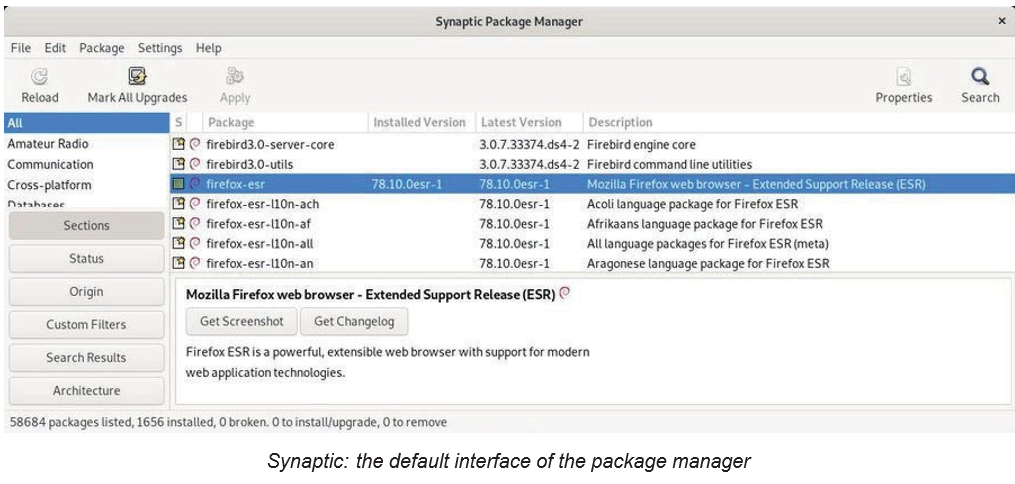 Synaptic Package Manager ×
File Edit Package Settings Help
Reload Mark All Upgrades Apply Properties Search
All
Amateur Radio
Communication
Cross-platform
Databases
Sections
Status
Origin
Custom Filters
Search Results
Architecture
S Package Installed Version Latest Version Description
firebird3.0-server-core 3.0.7.33374.ds4-2 Firebird engine core
firebird3.0-utils 3.0.7.33374.ds4-2 Firebird command line utilities
firefox-esr 78.10.0esr-1 78.10.0esr-1 Mozilla Firefox web browser - Extended Support Release (ESR)
firefox-esr-l10n-ach 78.10.0esr-1 Acoli language package for Firefox ESR
firefox-esr-l10n-af 78.10.0esr-1 Afrikaans language package for Firefox ESR
firefox-esr-l10n-all 78.10.0esr-1 All language packages for Firefox ESR (meta)
firefox-esr-l10n-an 78.10.0esr-1 Aragonese language package for Firefox ESR
Mozilla Firefox web browser - Extended Support Release (ESR)
Get Screenshot Get Changelog
Firefox ESR is a powerful, extensible web browser with support for modern
web application technologies.
58684 packages listed, 1656 installed, 0 broken. 0 to install/upgrade, 0 to remove
Synaptic: the default interface of the package manager